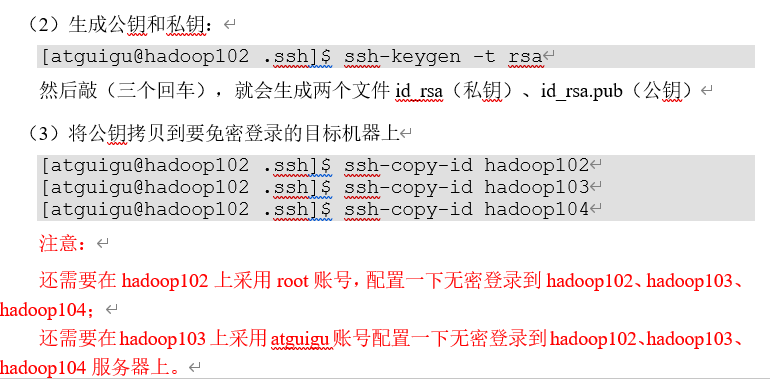 （2）生成公钥和私钥：
[atguigu@hadoop102 .ssh]$ ssh-keygen -t rsa
然后敲（三个回车），就会生成两个文件 id_rsa（私钥）、id_rsa.pub（公钥）
（3）将公钥拷贝到要免密登录的目标机器上
[atguigu@hadoop102 .ssh]$ ssh-copy-id hadoop102
[atguigu@hadoop102 .ssh]$ ssh-copy-id hadoop103
[atguigu@hadoop102 .ssh]$ ssh-copy-id hadoop104
注意：
还需要在 hadoop102 上采用 root 账号，配置一下无密登录到 hadoop102、hadoop103、
hadoop104；
还需要在 hadoop103 上采用 atguigu 账号配置一下无密登录到 hadoop102、hadoop103、
hadoop104 服务器上。